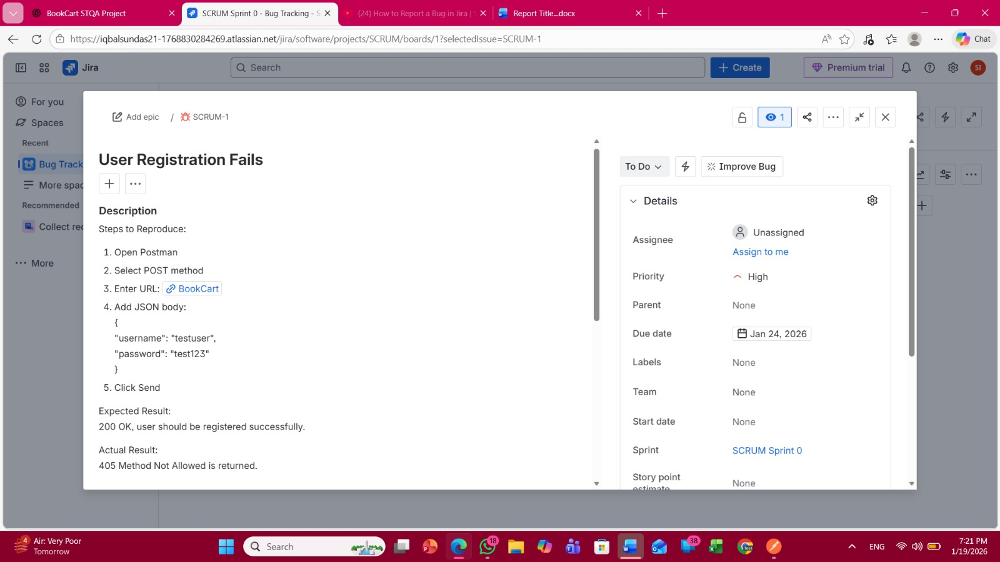 BookCart STQA Project
SCRUM Sprint 0 - Bug Tracking - S
(24) How to Report a Bug in Jira |
Report Title...docx
https://iqbalsundas21-1768830284269.atlassian.net/jira/software/projects/SCRUM/boards/1?selectedIssue=SCRUM-1
Chat
Jira
Search
Create
Premium trial
SI
For you
Spaces
Recent
Bug Track
More spac
Recommended
Collect rec
More
Add epic / SCRUM-1
1
User Registration Fails
Description
Steps to Reproduce:
1. Open Postman
2. Select POST method
3. Enter URL: BookCart
4. Add JSON body:
{
"username": "testuser",
"password": "test123"
}
5. Click Send
Expected Result:
200 OK, user should be registered successfully.
Actual Result:
405 Method Not Allowed is returned.
To Do
Improve Bug
Details
Assignee
Unassigned
Assign to me
Priority
High
Parent
None
Due date
Jan 24, 2026
Labels
None
Team
None
Start date
None
Sprint
SCRUM Sprint 0
Story point
estimate
None
4
Air: Very Poor
Tomorrow
Search
18
38
ENG
7:21 PM
1/19/2026